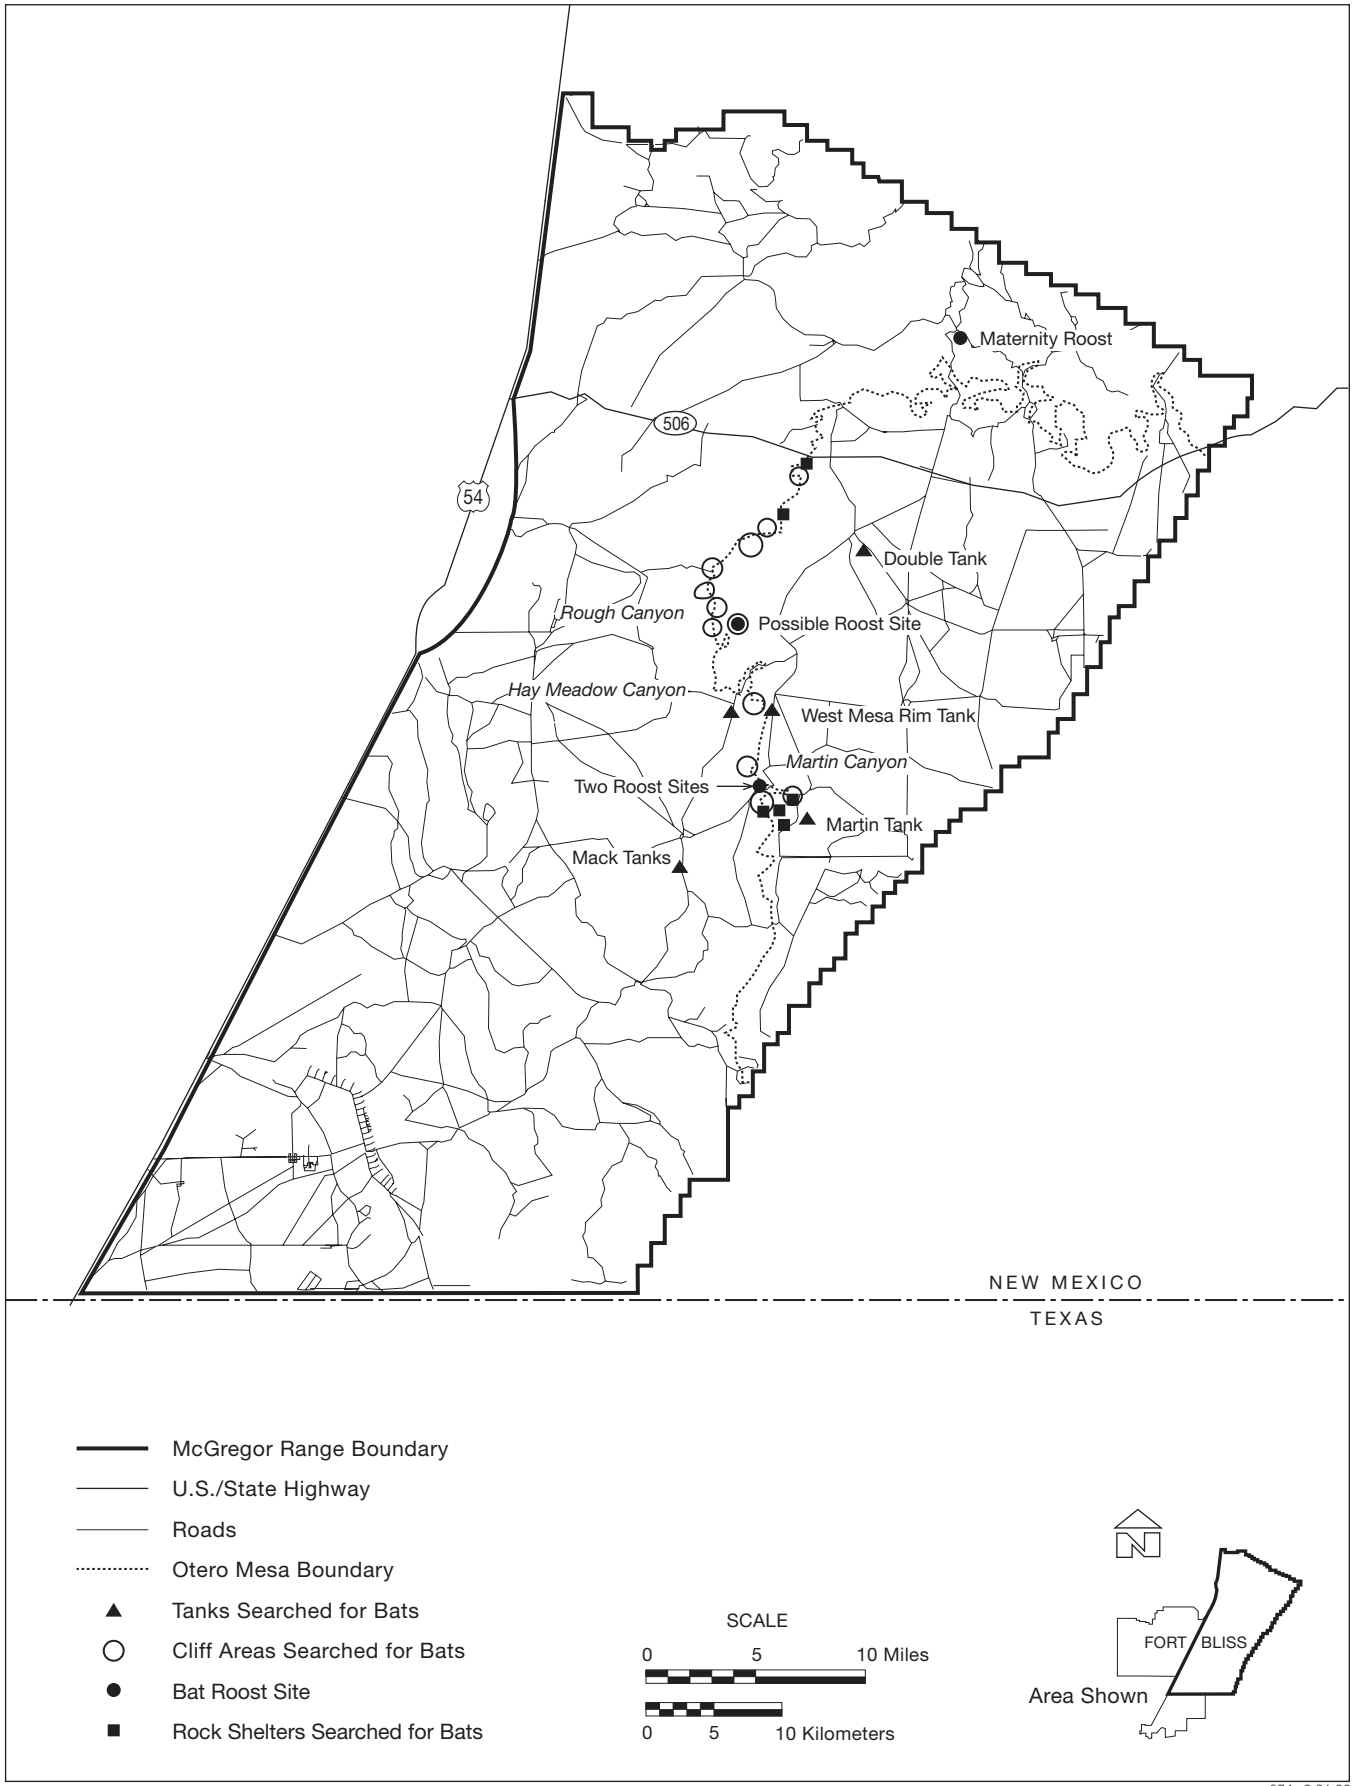 Maternity Roost
506
54
Double Tank
Rough Canyon
Possible Roost Site
Hay Meadow Canyon
West Mesa Rim Tank
Martin Canyon
Two Roost Sites
Martin Tank
Mack Tanks
NEW MEXICO
TEXAS
McGregor Range Boundary
U.S./State Highway
Roads
Otero Mesa Boundary
Tanks Searched for Bats
Cliff Areas Searched for Bats
Bat Roost Site
Rock Shelters Searched for Bats
SCALE
0 5 10 Miles
0 5 10 Kilometers
N
FORT BLISS
Area Shown